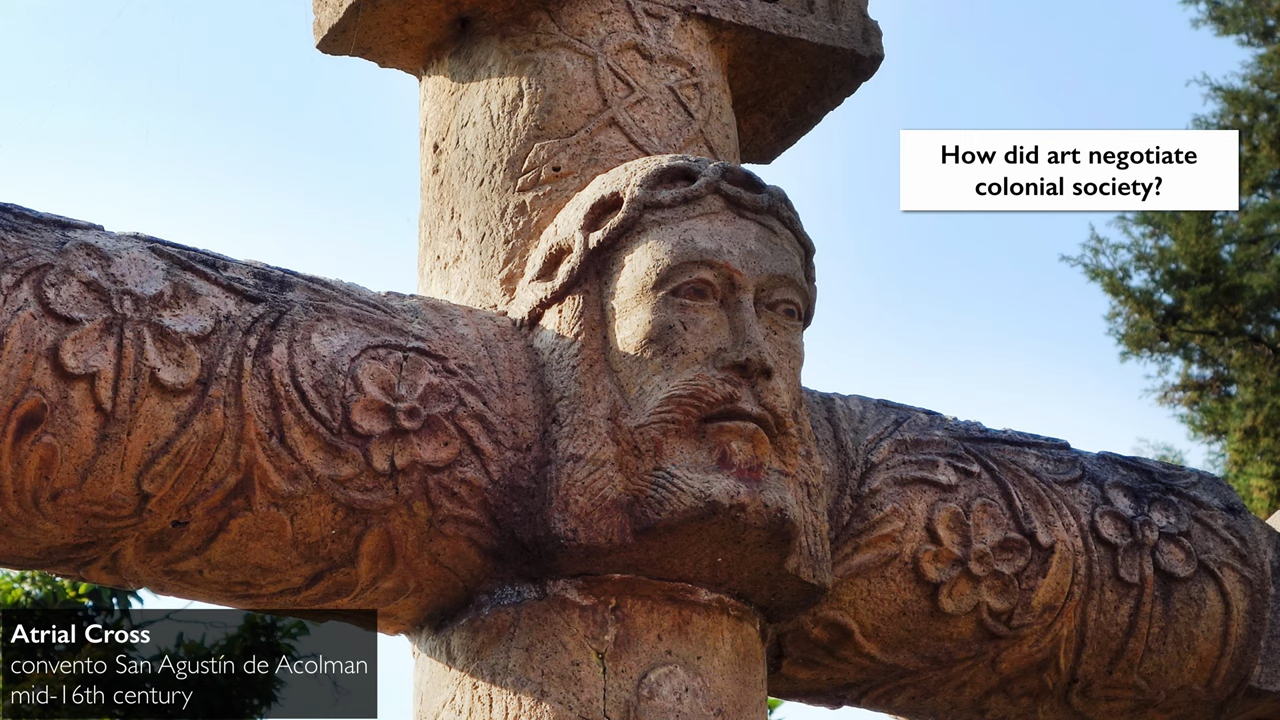 How did art negotiate
colonial society?
Atrial Cross
convento San Agustín de Acolman
mid-16th century